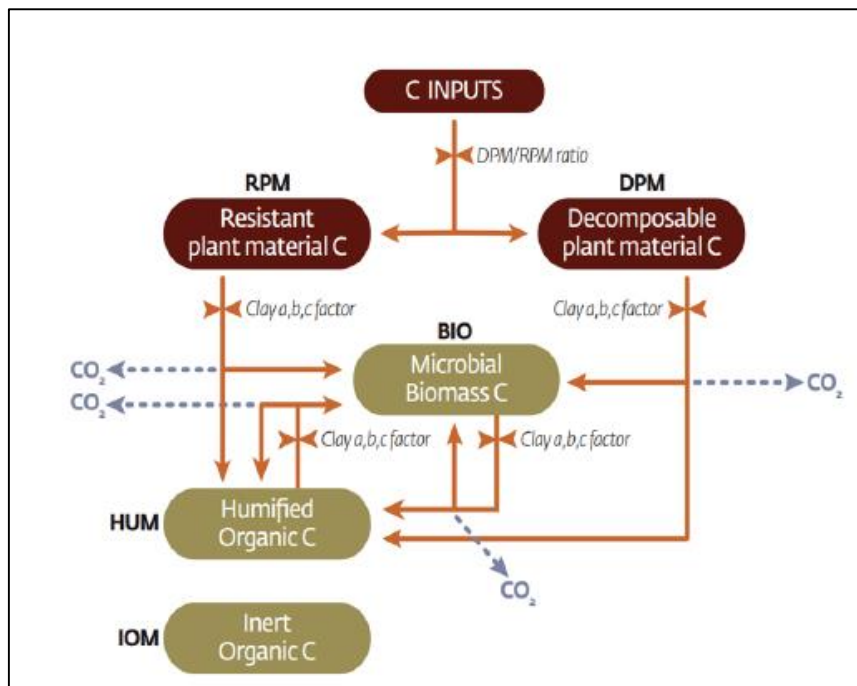 C INPUTS
DPM/RPM ratio
RPM
DPM
Resistant
plant material C
Decomposable
plant material C
Clay a,b,c factor
Clay a,b,c factor
BIO
CO₂
Microbial
Biomass C
CO₂
CO₂
Clay a,b,c factor
Clay a,b,c factor
HUM
Humified
Organic C
CO₂
IOM
Inert
Organic C